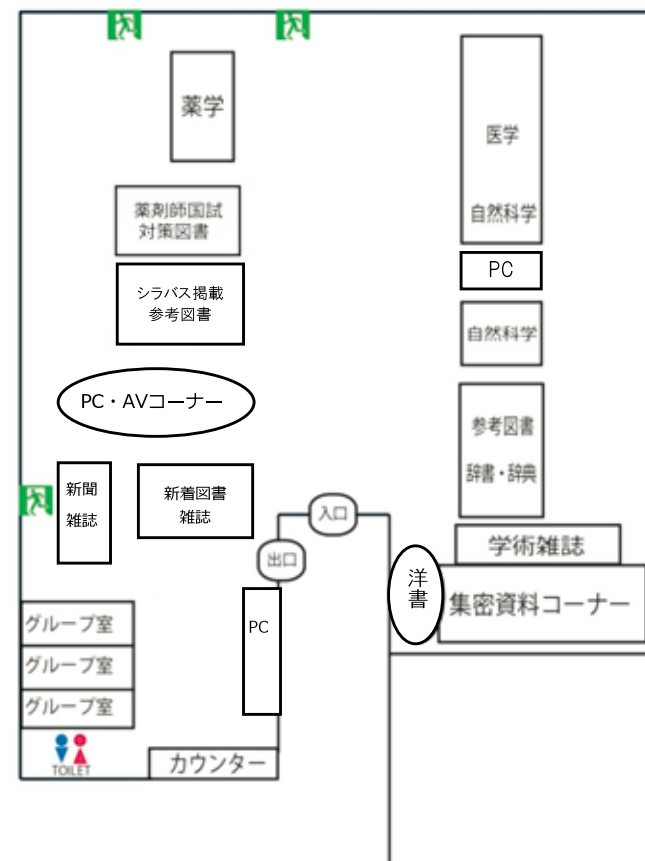 薬学
医学
自然科学
薬剤師国試
対策図書
PC
シラバス掲載
参考図書
自然科学
PC・AVコーナー
参考図書
辞書・辞典
新聞
雑誌
新着図書
雑誌
入口
出口
学術雑誌
洋書
集密資料コーナー
グループ室
グループ室
グループ室
PC
TOILET
カウンター